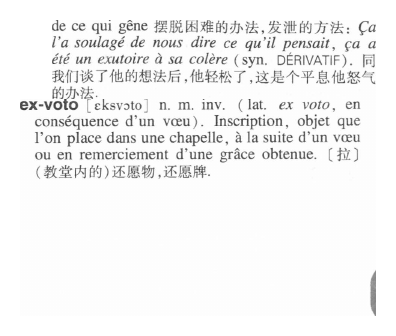 de ce qui gêne 摆脱困难的办法,发泄的方法: Ça
l'a soulagé de nous dire ce qu'il pensait, ça a
été un exutoire à sa colère (syn. DÉRIVATIF). 同
我们谈了他的想法后,他轻松了,这是个平息他怒气
的办法.
ex-voto [ɛksvɔto] n. m. inv. (lat. ex voto, en
conséquence d'un vœu). Inscription, objet que
l'on place dans une chapelle, à la suite d'un vœu
ou en remerciement d'une grâce obtenue. 〔拉〕
(教堂内的)还愿物,还愿牌.